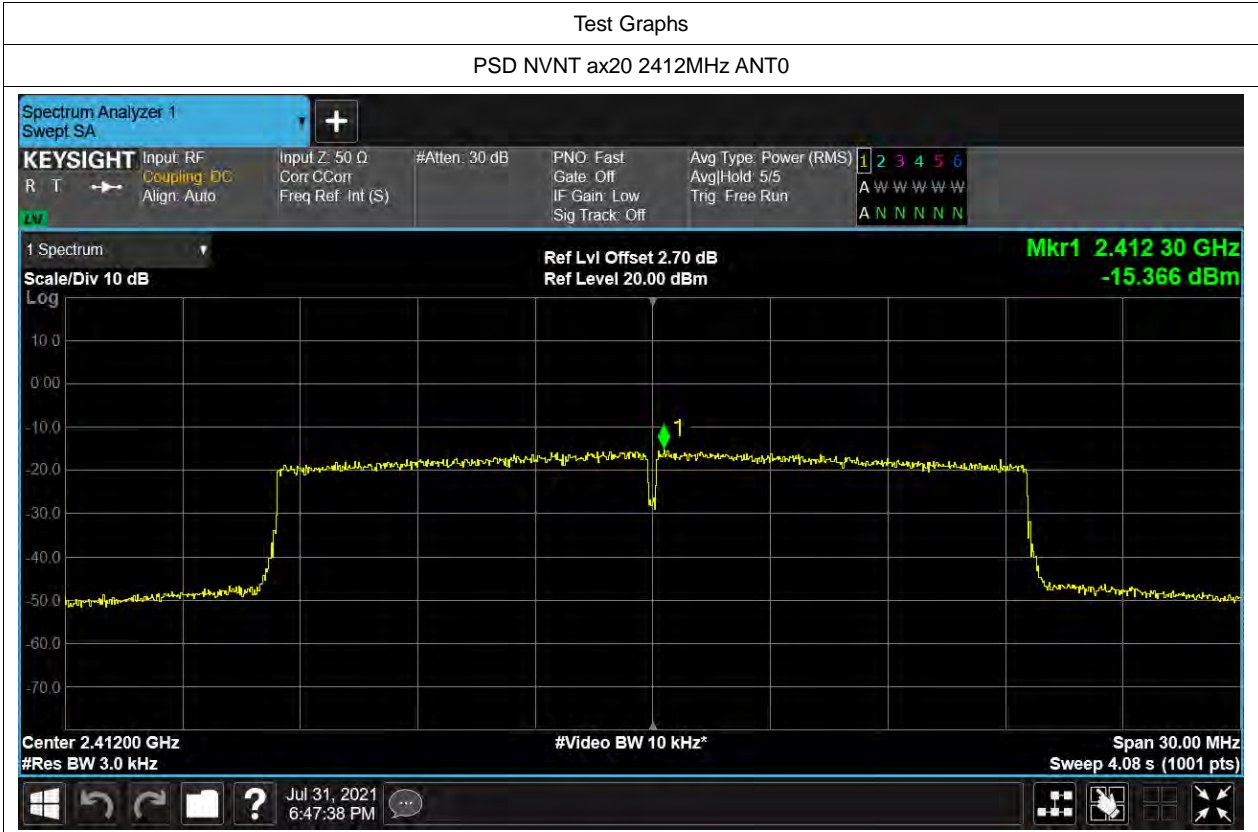 Test Graphs
PSD NVNT ax20 2412MHz ANT0
Spectrum Analyzer 1
Swept SA
KEYSIGHT
R T
Input: RF
Coupling: DC
Align: Auto
Input Z: 50 Ω
Corr CCorr
Freq Ref: Int (S)
#Atten: 30 dB
PNO: Fast
Gate: Off
IF Gain: Low
Sig Track: Off
Avg Type: Power (RMS)
Avg|Hold: 5/5
Trig: Free Run
1 2 3 4 5 6
A W W W W W
A N N N N N
1 Spectrum
Scale/Div 10 dB
Log
Ref Lvl Offset 2.70 dB
Ref Level 20.00 dBm
Mkr1 2.412 30 GHz
-15.366 dBm
10.0
0.00
-10.0
-20.0
-30.0
-40.0
-50.0
-60.0
-70.0
1
Center 2.41200 GHz
#Res BW 3.0 kHz
#Video BW 10 kHz*
Span 30.00 MHz
Sweep 4.08 s (1001 pts)
?
Jul 31, 2021
6:47:38 PM